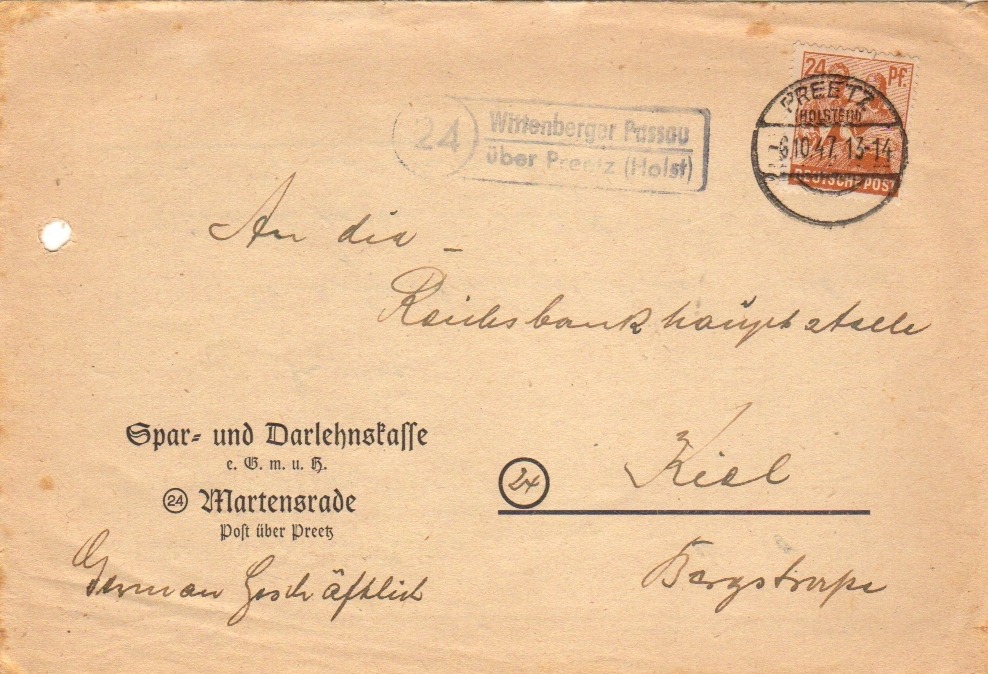 24 Pf.
DEUTSCHE POST
PREETZ
(HOLSTEIN)
-6.10.47. 13-14
24
Wittenberger Passau
über Preetz (Holst)
An die
Reichsbankhauptstelle
24 Kiel
Bergstraße
Spar- und Darlehnskasse
e. G. m. u. H.
24 Martensrade
Post über Preetz
German Geschäftlich